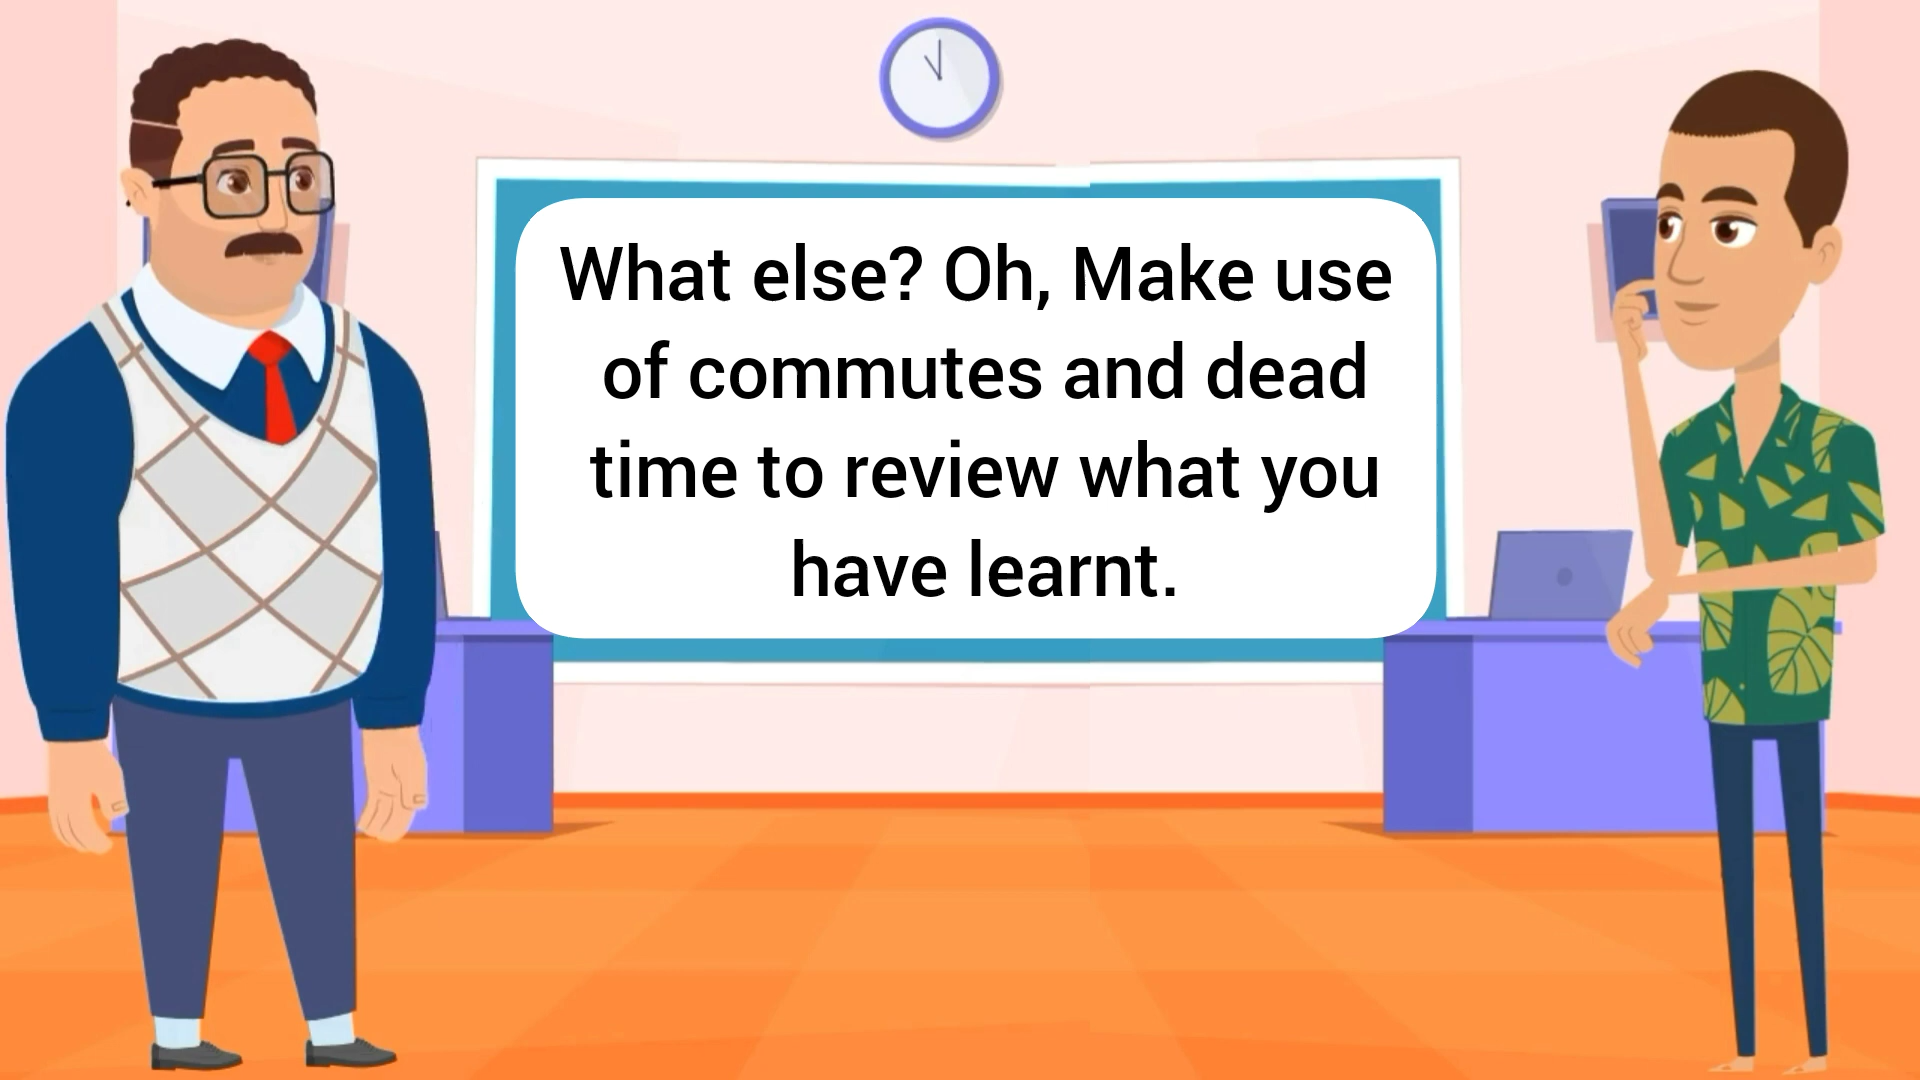 What else? Oh, Make use
of commutes and dead
time to review what you
have learnt.